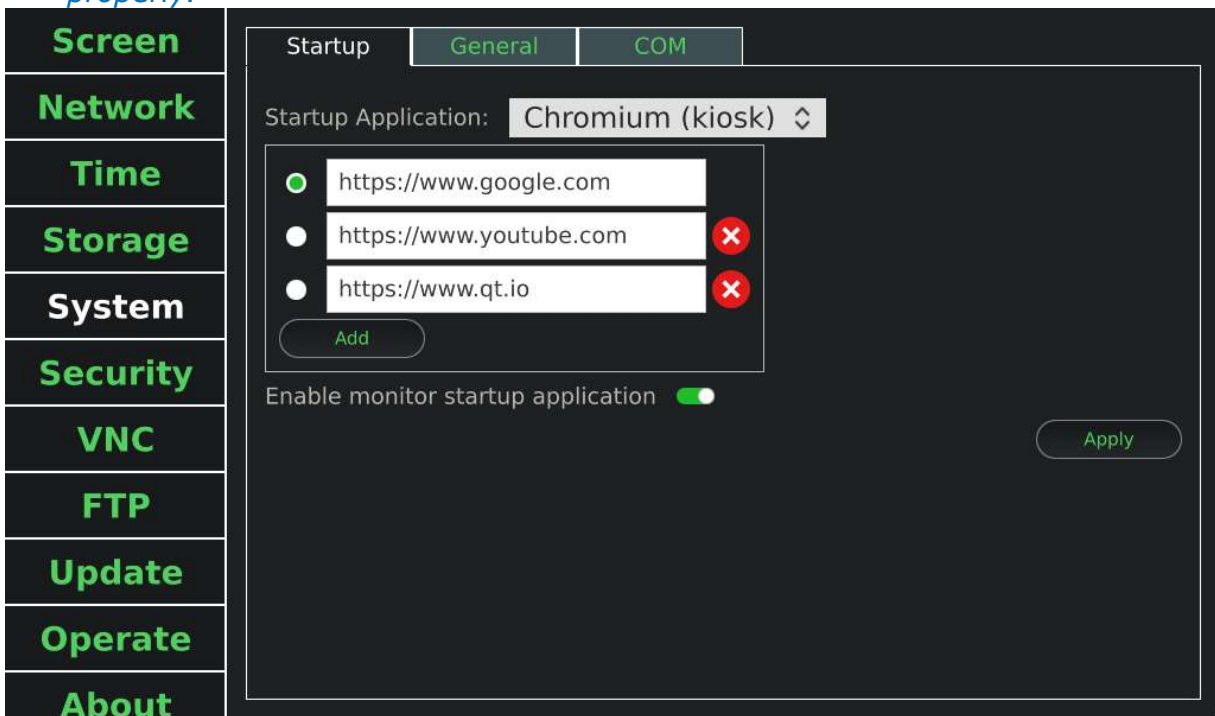 properly.
Screen
Network
Time
Storage
System
Security
VNC
FTP
Update
Operate
About
Startup General COM
Startup Application: Chromium (kiosk)
https://www.google.com
https://www.youtube.com
https://www.qt.io
Add
Enable monitor startup application
Apply